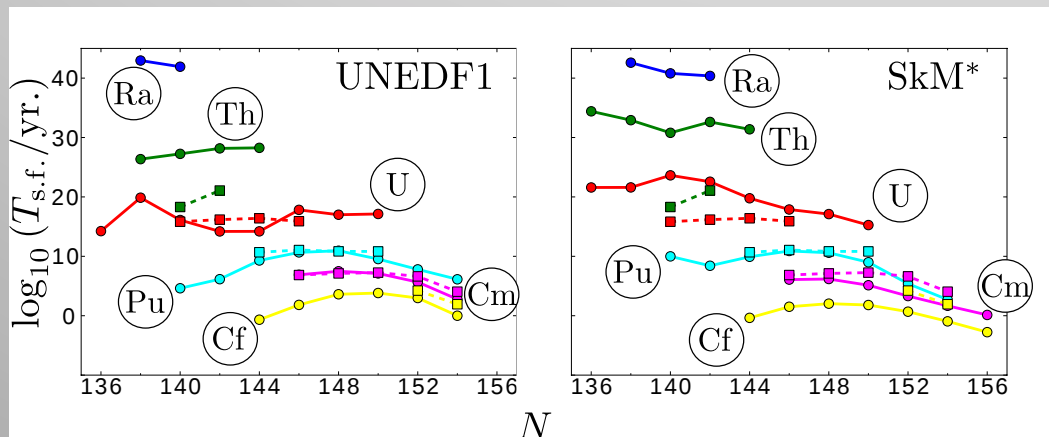 UNEDF1
SkM*
log10 (Ts.f./yr.)
40
30
20
10
0
Ra
Th
U
Pu
Cf
Cm
Ra
Th
U
Pu
Cf
Cm
136 140 144 148 152 156
136 140 144 148 152 156
N